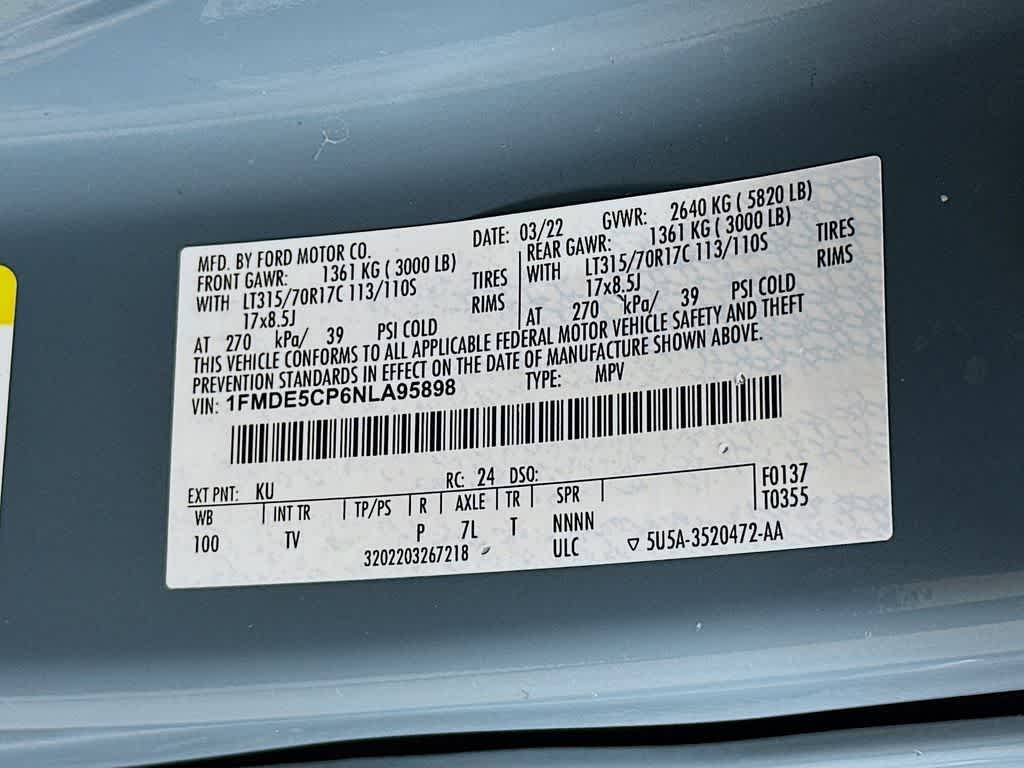 MFD. BY FORD MOTOR CO. DATE: 03/22 GVWR: 2640 KG ( 5820 LB)
FRONT GAWR: 1361 KG ( 3000 LB) REAR GAWR: 1361 KG ( 3000 LB)
WITH LT315/70R17C 113/110S TIRES WITH LT315/70R17C 113/110S TIRES
17x8.5J RIMS 17x8.5J RIMS
AT 270 kPa/ 39 PSI COLD AT 270 kPa/ 39 PSI COLD
THIS VEHICLE CONFORMS TO ALL APPLICABLE FEDERAL MOTOR VEHICLE SAFETY AND THEFT
PREVENTION STANDARDS IN EFFECT ON THE DATE OF MANUFACTURE SHOWN ABOVE.
VIN: 1FMDE5CP6NLA95898 TYPE: MPV
EXT PNT: KU RC: 24 DSO: F0137
WB INT TR TP/PS R AXLE TR SPR T0355
100 TV P 7L T NNNN
3202203267218 ULC ▽ 5U5A-3520472-AA